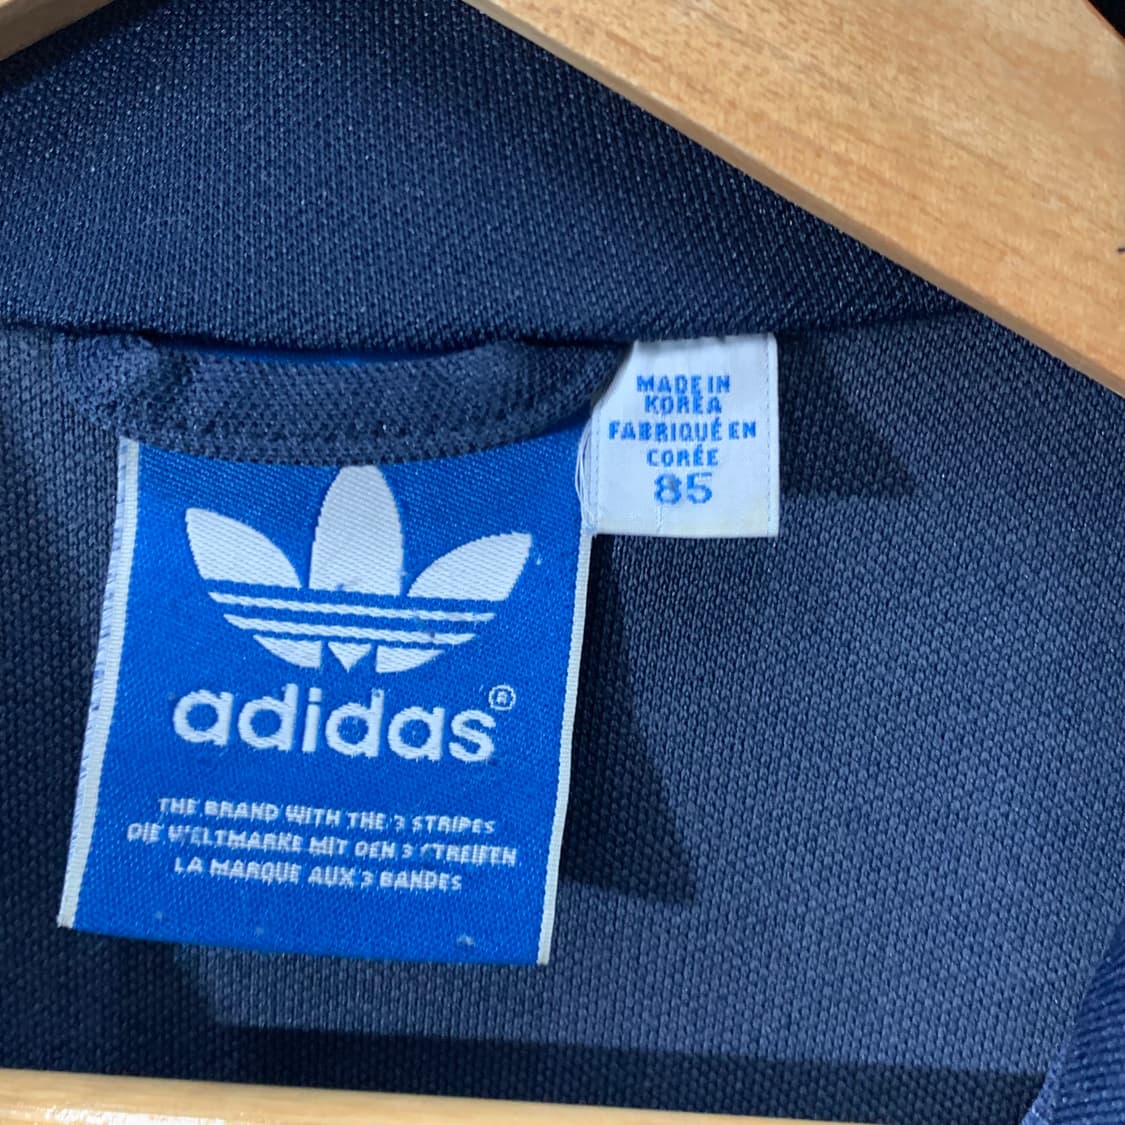 MADE IN
KOREA
FABRIQUÉ EN
CORÉE
85
adidas®
THE BRAND WITH THE 3 STRIPES
DIE WELTMARKE MIT DEN 3 STREIFEN
LA MARQUE AUX 3 BANDES